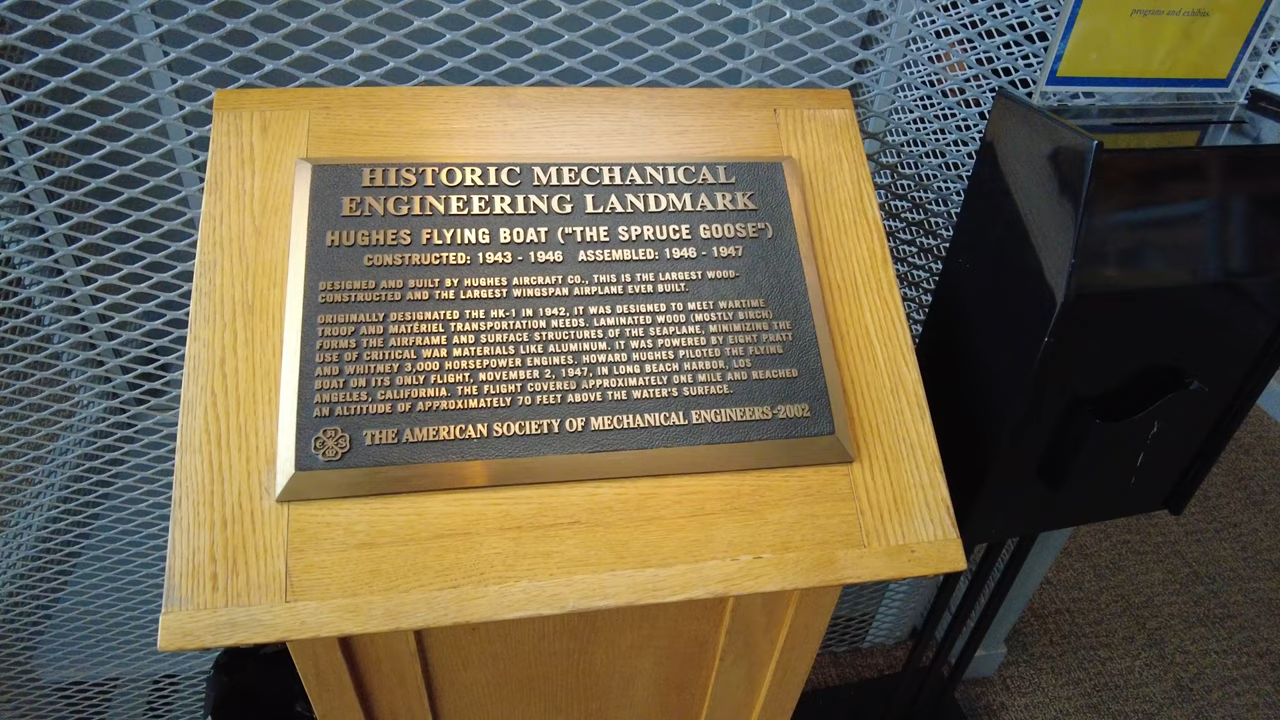 programs and exhibits.
HISTORIC MECHANICAL
ENGINEERING LANDMARK
HUGHES FLYING BOAT ("THE SPRUCE GOOSE")
CONSTRUCTED: 1943 - 1946 ASSEMBLED: 1946 - 1947
DESIGNED AND BUILT BY HUGHES AIRCRAFT CO., THIS IS THE LARGEST WOOD-
CONSTRUCTED AND THE LARGEST WINGSPAN AIRPLANE EVER BUILT.
ORIGINALLY DESIGNATED THE HK-1 IN 1942, IT WAS DESIGNED TO MEET WARTIME
TROOP AND MATÉRIEL TRANSPORTATION NEEDS. LAMINATED WOOD (MOSTLY BIRCH)
FORMS THE AIRFRAME AND SURFACE STRUCTURES OF THE SEAPLANE, MINIMIZING THE
USE OF CRITICAL WAR MATERIALS LIKE ALUMINUM. IT WAS POWERED BY EIGHT PRATT
AND WHITNEY 3,000 HORSEPOWER ENGINES. HOWARD HUGHES PILOTED THE FLYING
BOAT ON ITS ONLY FLIGHT, NOVEMBER 2, 1947, IN LONG BEACH HARBOR, LOS
ANGELES, CALIFORNIA. THE FLIGHT COVERED APPROXIMATELY ONE MILE AND REACHED
AN ALTITUDE OF APPROXIMATELY 70 FEET ABOVE THE WATER'S SURFACE.
THE AMERICAN SOCIETY OF MECHANICAL ENGINEERS-2002